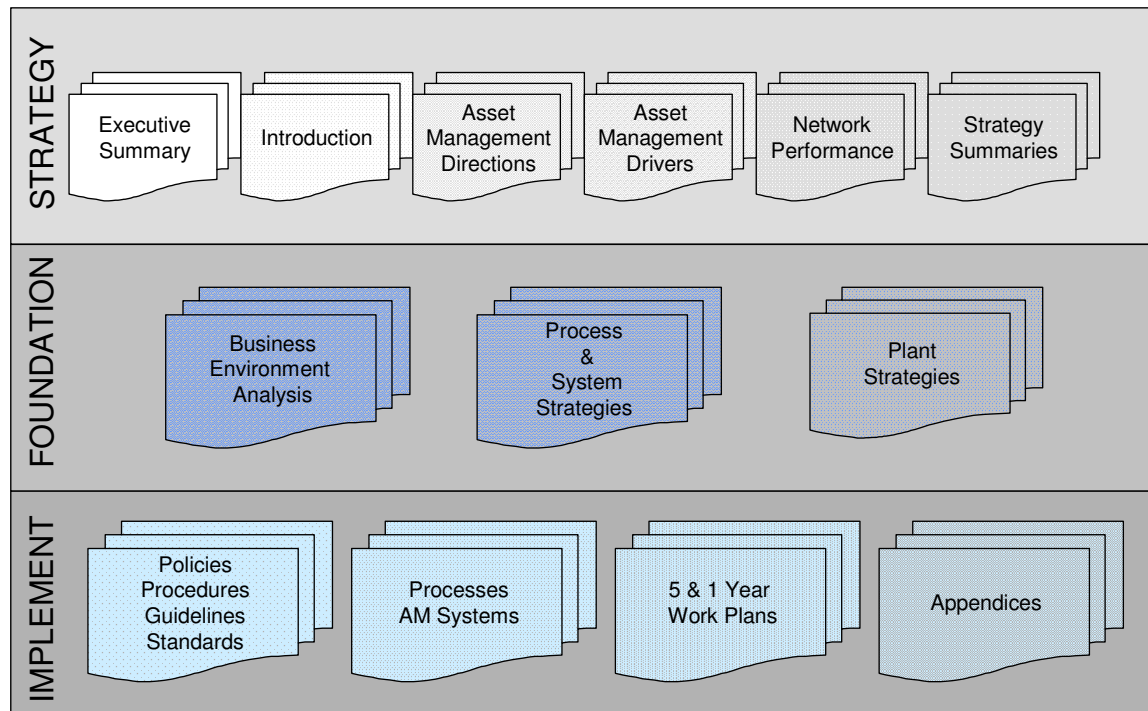 STRATEGY
Executive
Summary
Introduction
Asset
Management
Directions
Asset
Management
Drivers
Network
Performance
Strategy
Summaries
FOUNDATION
Business
Environment
Analysis
Process
&
System
Strategies
Plant
Strategies
IMPLEMENT
Policies
Procedures
Guidelines
Standards
Processes
AM Systems
5 & 1 Year
Work Plans
Appendices